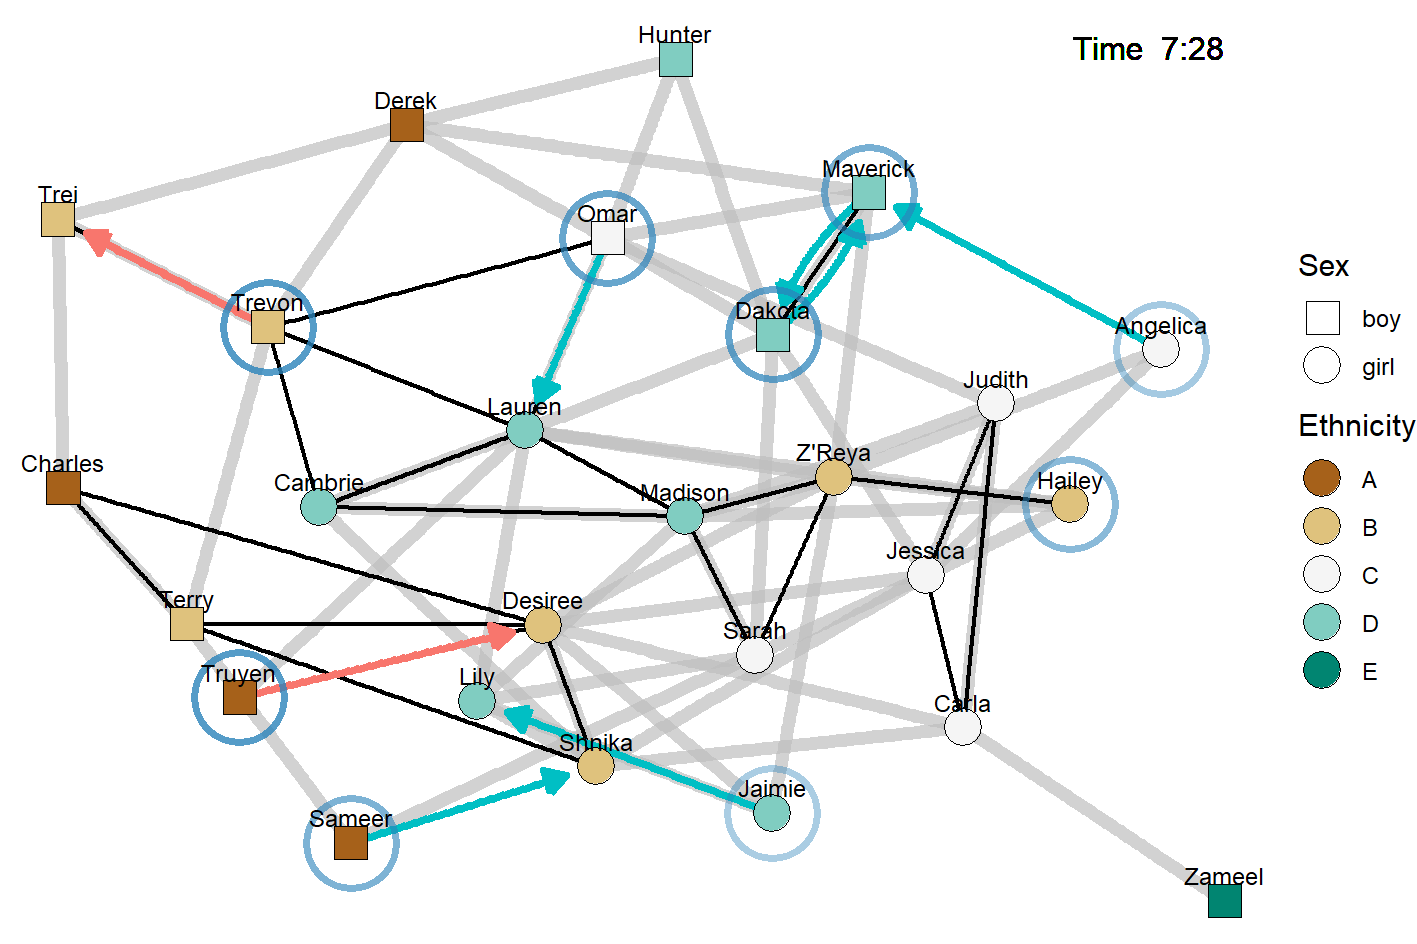 Time 7:28
Hunter
Derek
Maverick
Trei
Omar
Trevon
Dakota
Angelica
Judith
Lauren
Charles
Cambrie
Z'Reya
Madison
Hailey
Jessica
Terry
Desiree
Sarah
Truyen
Lily
Carla
Shnika
Sameer
Jaimie
Zameel
Sex
boy
girl
Ethnicity
A
B
C
D
E